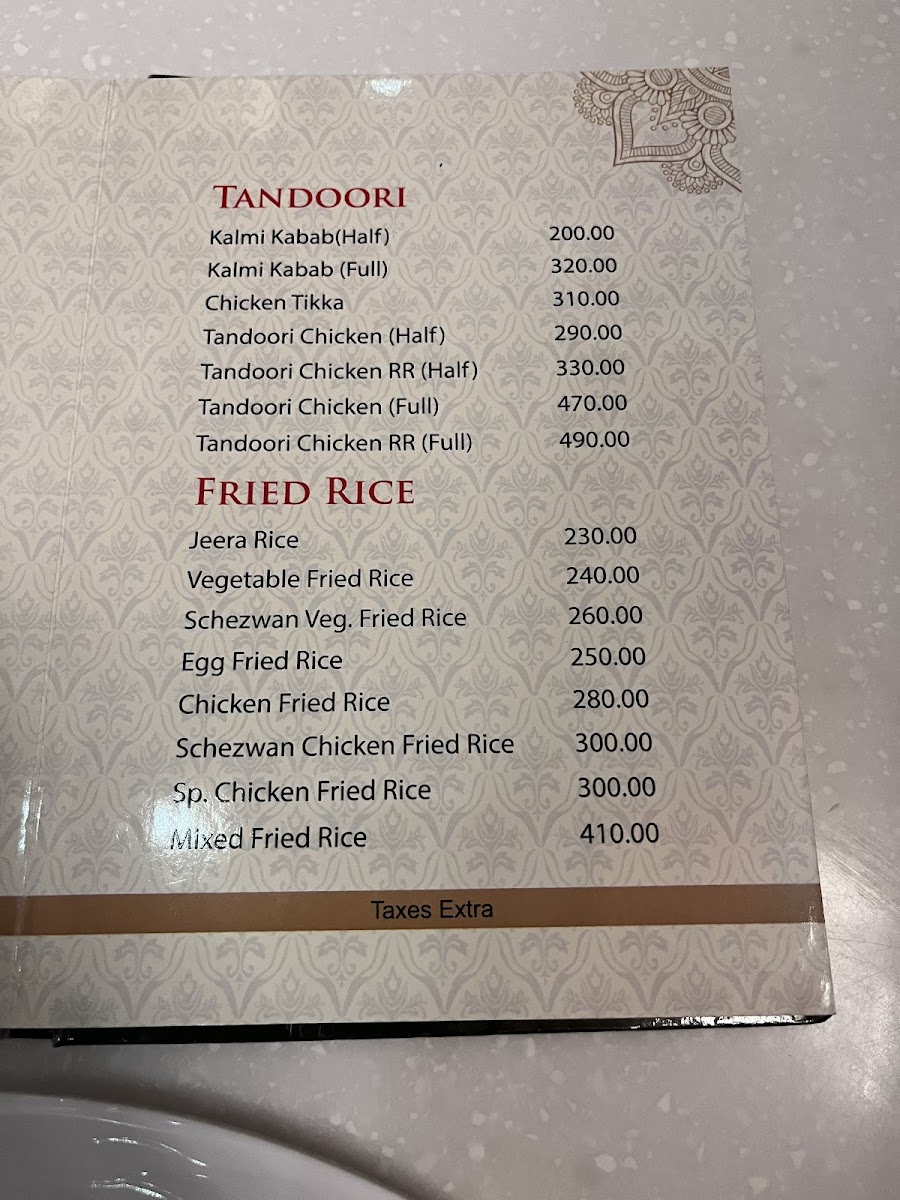 TANDOORI
Kalmi Kabab(Half) 200.00
Kalmi Kabab (Full) 320.00
Chicken Tikka 310.00
Tandoori Chicken (Half) 290.00
Tandoori Chicken RR (Half) 330.00
Tandoori Chicken (Full) 470.00
Tandoori Chicken RR (Full) 490.00
FRIED RICE
Jeera Rice 230.00
Vegetable Fried Rice 240.00
Schezwan Veg. Fried Rice 260.00
Egg Fried Rice 250.00
Chicken Fried Rice 280.00
Schezwan Chicken Fried Rice 300.00
Sp. Chicken Fried Rice 300.00
Mixed Fried Rice 410.00
Taxes Extra